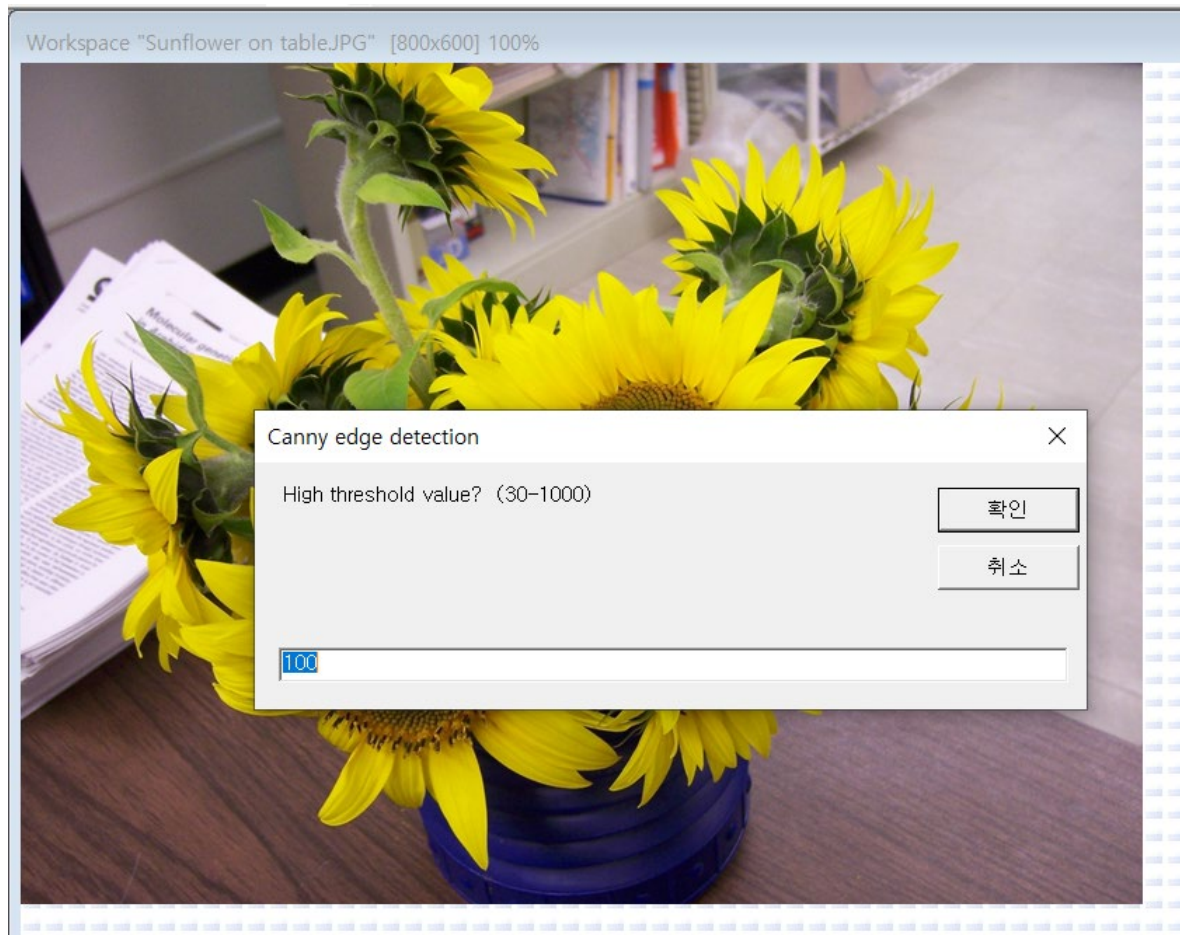 Workspace "Sunflower on table.JPG" [800x600] 100%
Molecular
Canny edge detection
High threshold value? (30-1000)
확인
취소
100